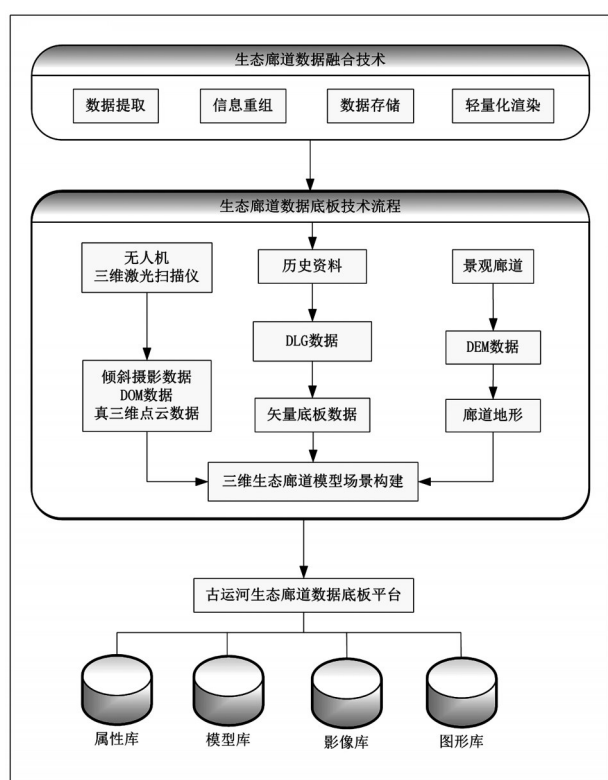 生态廊道数据融合技术
数据提取
信息重组
数据存储
轻量化渲染
生态廊道数据底板技术流程
无人机
三维激光扫描仪
历史资料
景观廊道
DLG数据
DEM数据
倾斜摄影数据
DOM数据
真三维点云数据
矢量底板数据
廊道地形
三维生态廊道模型场景构建
古运河生态廊道数据底板平台
属性库
模型库
影像库
图形库